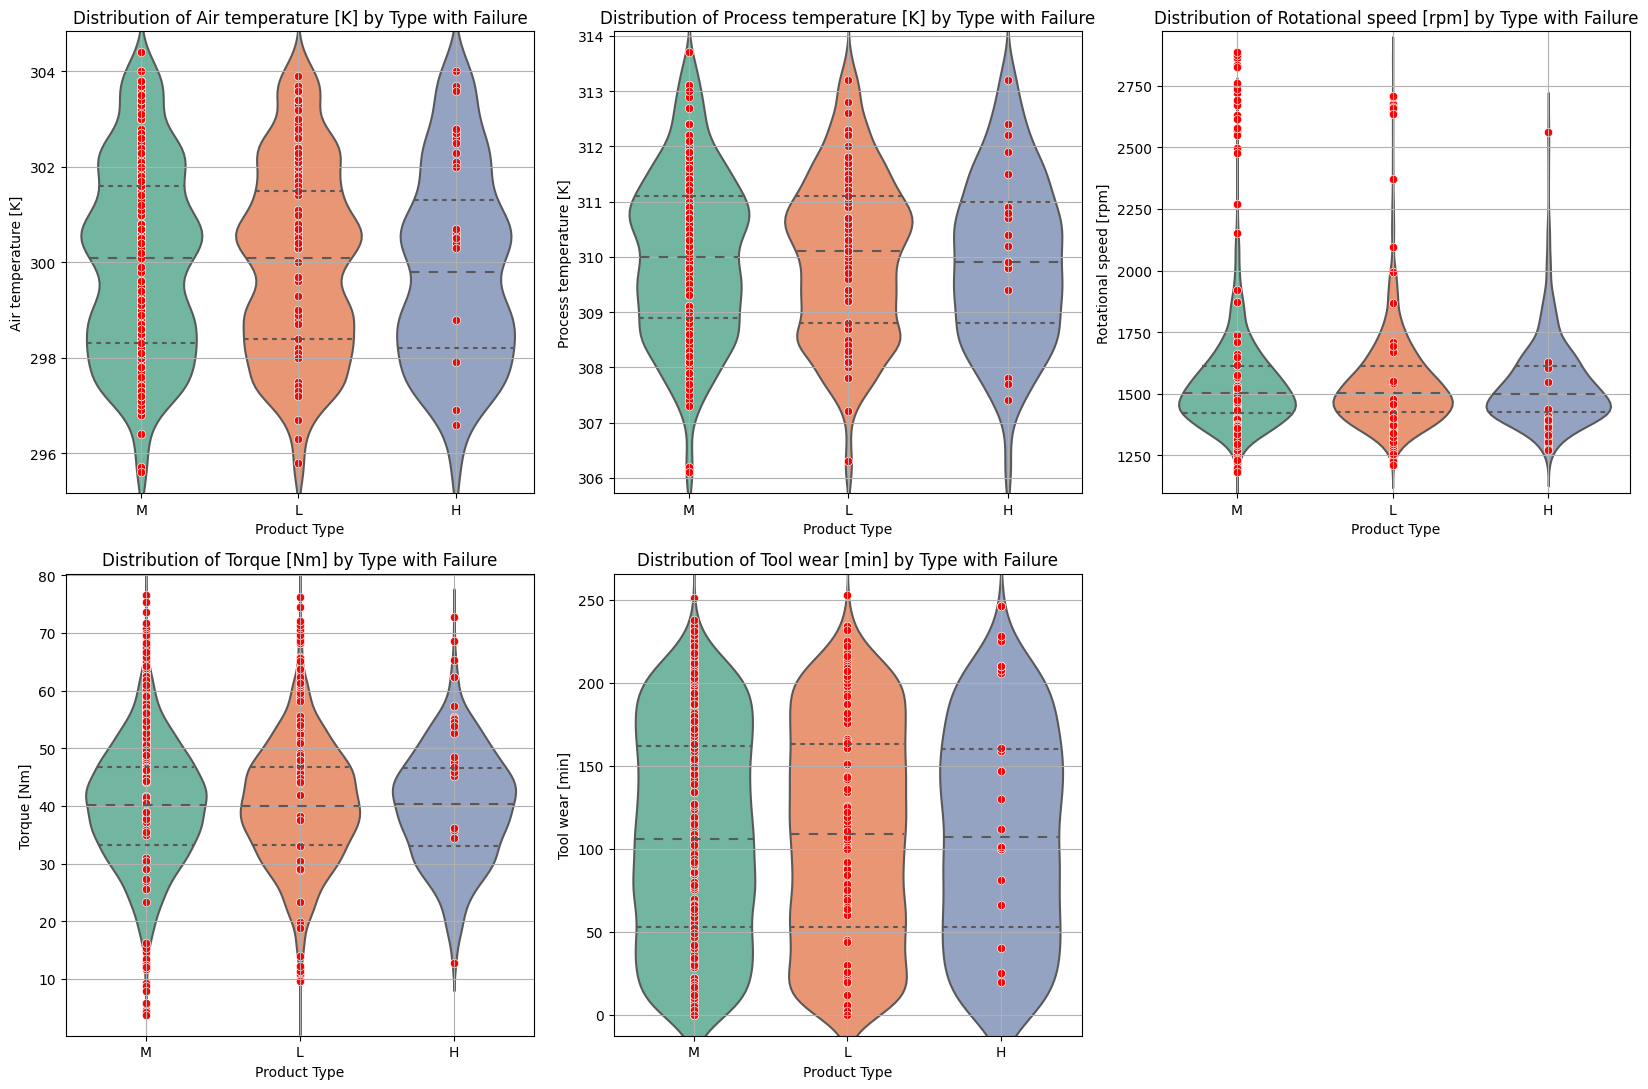 Distribution of Air temperature [K] by Type with Failure
Air temperature [K]
304
302
300
298
296
M L H
Product Type
Distribution of Process temperature [K] by Type with Failure
Process temperature [K]
314
313
312
311
310
309
308
307
306
M L H
Product Type
Distribution of Rotational speed [rpm] by Type with Failure
Rotational speed [rpm]
2750
2500
2250
2000
1750
1500
1250
M L H
Product Type
Distribution of Torque [Nm] by Type with Failure
Torque [Nm]
80
70
60
50
40
30
20
10
M L H
Product Type
Distribution of Tool wear [min] by Type with Failure
Tool wear [min]
250
200
150
100
50
0
M L H
Product Type